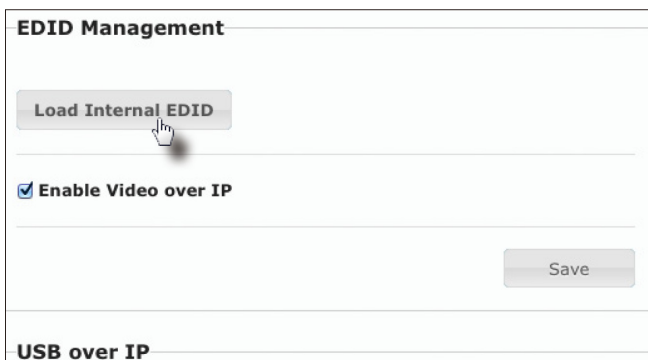 EDID Management
Load Internal EDID
Enable Video over IP
Save
USB over IP